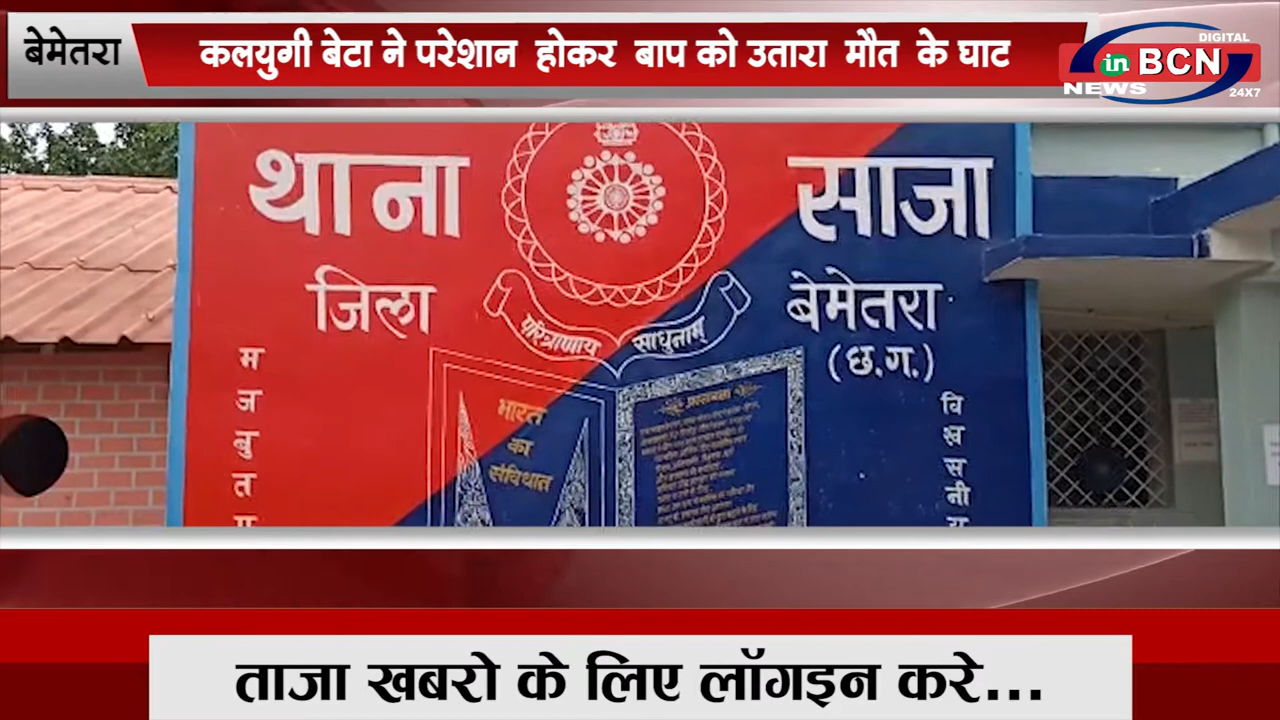 बेमेतरा
कलयुगी बेटा ने परेशान होकर बाप को उतारा मौत के घाट
DIGITAL
in BCN
NEWS
24X7
थाना
साजा
जिला
बेमेतरा
(छ.ग.)
परित्राणाय साधुनाम्
म
ज
बु
त
वि
ख
स
नी
य
भारत
का
संविधान
ताजा खबरो के लिए लॉगइन करे...